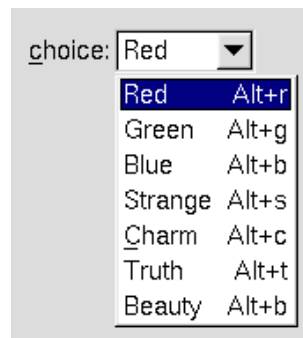 choice: Red
Red Alt+r
Green Alt+g
Blue Alt+b
Strange Alt+s
Charm Alt+c
Truth Alt+t
Beauty Alt+b